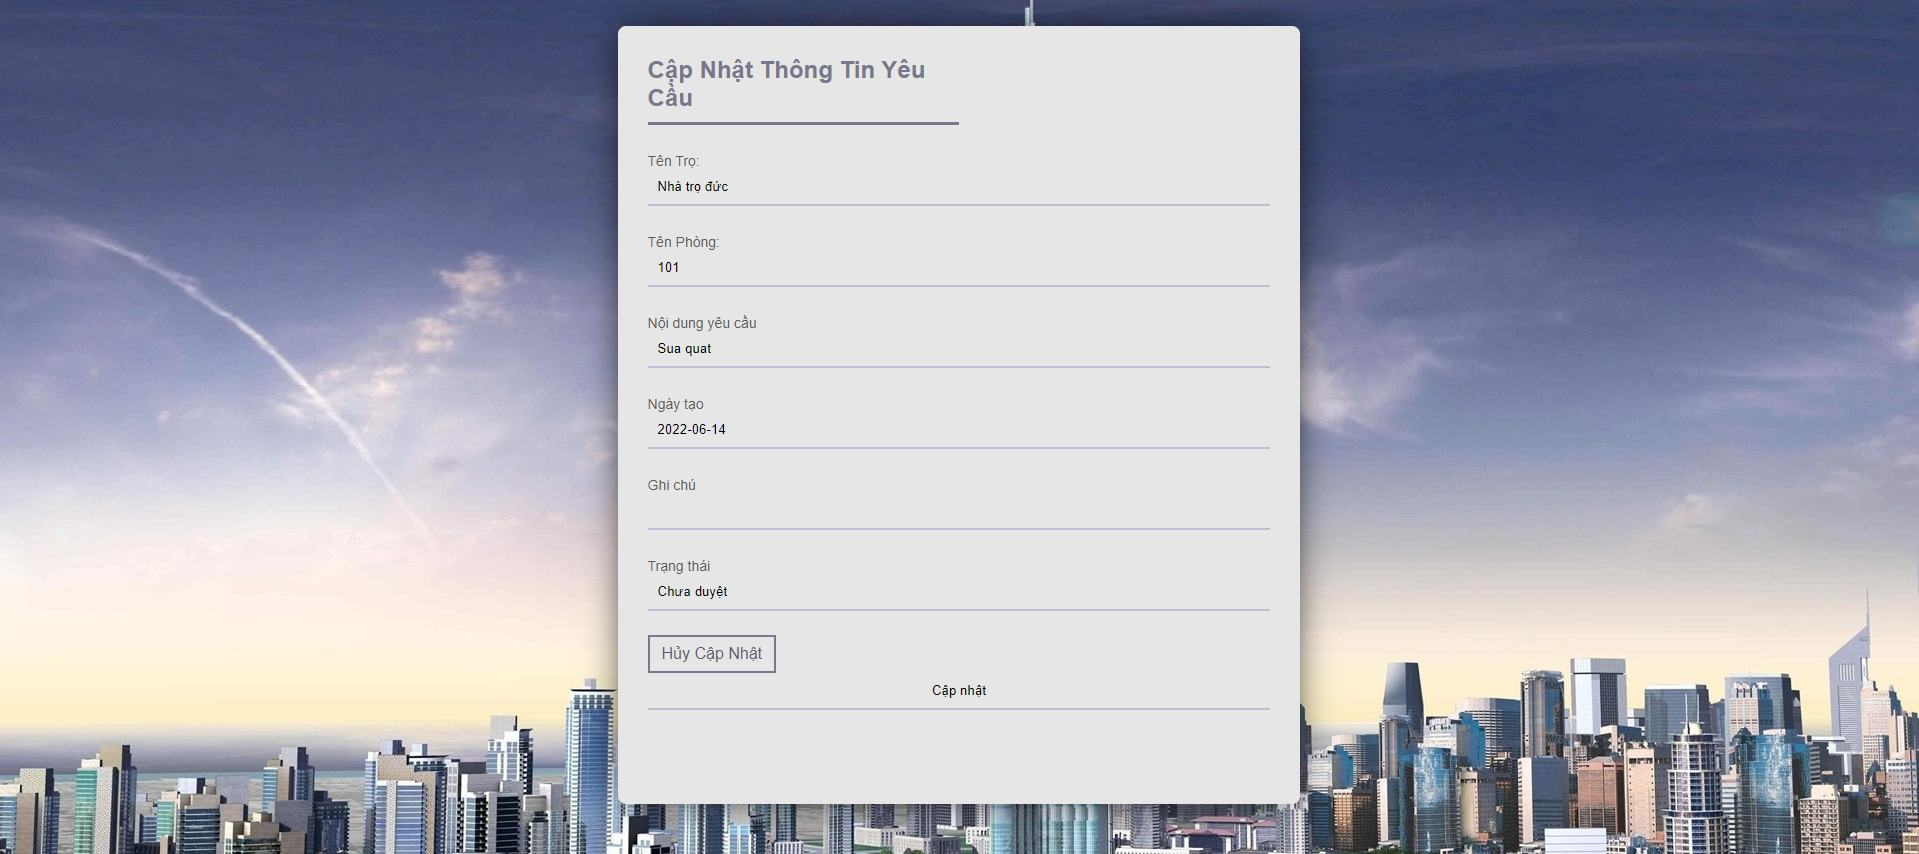 Cập Nhật Thông Tin Yêu
Cầu
Tên Trọ:
Nhà trọ đức
Tên Phòng:
101
Nội dung yêu cầu
Sua quat
Ngày tạo
2022-06-14
Ghi chú
Trạng thái
Chưa duyệt
Hủy Cập Nhật
Cập nhật